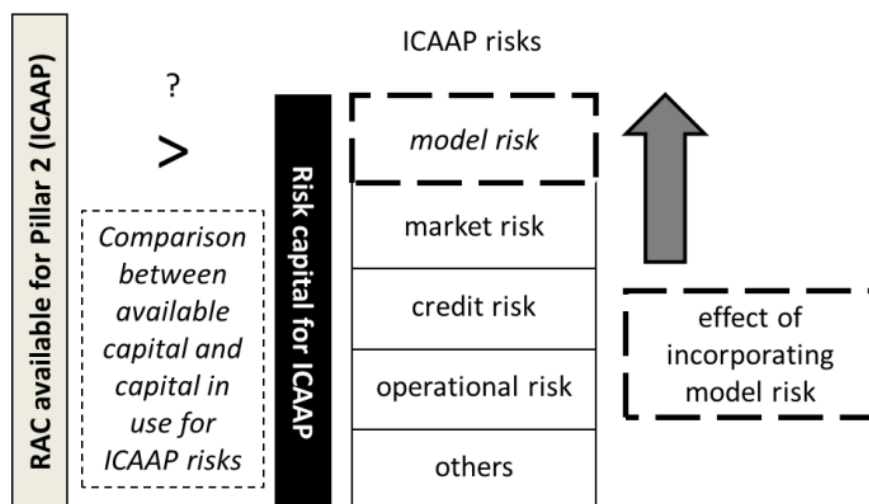 RAC available for Pillar 2 (ICAAP)
?
>
Comparison
between
available
capital and
capital in
use for
ICAAP risks
Risk capital for ICAAP
ICAAP risks
model risk
market risk
credit risk
operational risk
others
effect of
incorporating
model risk